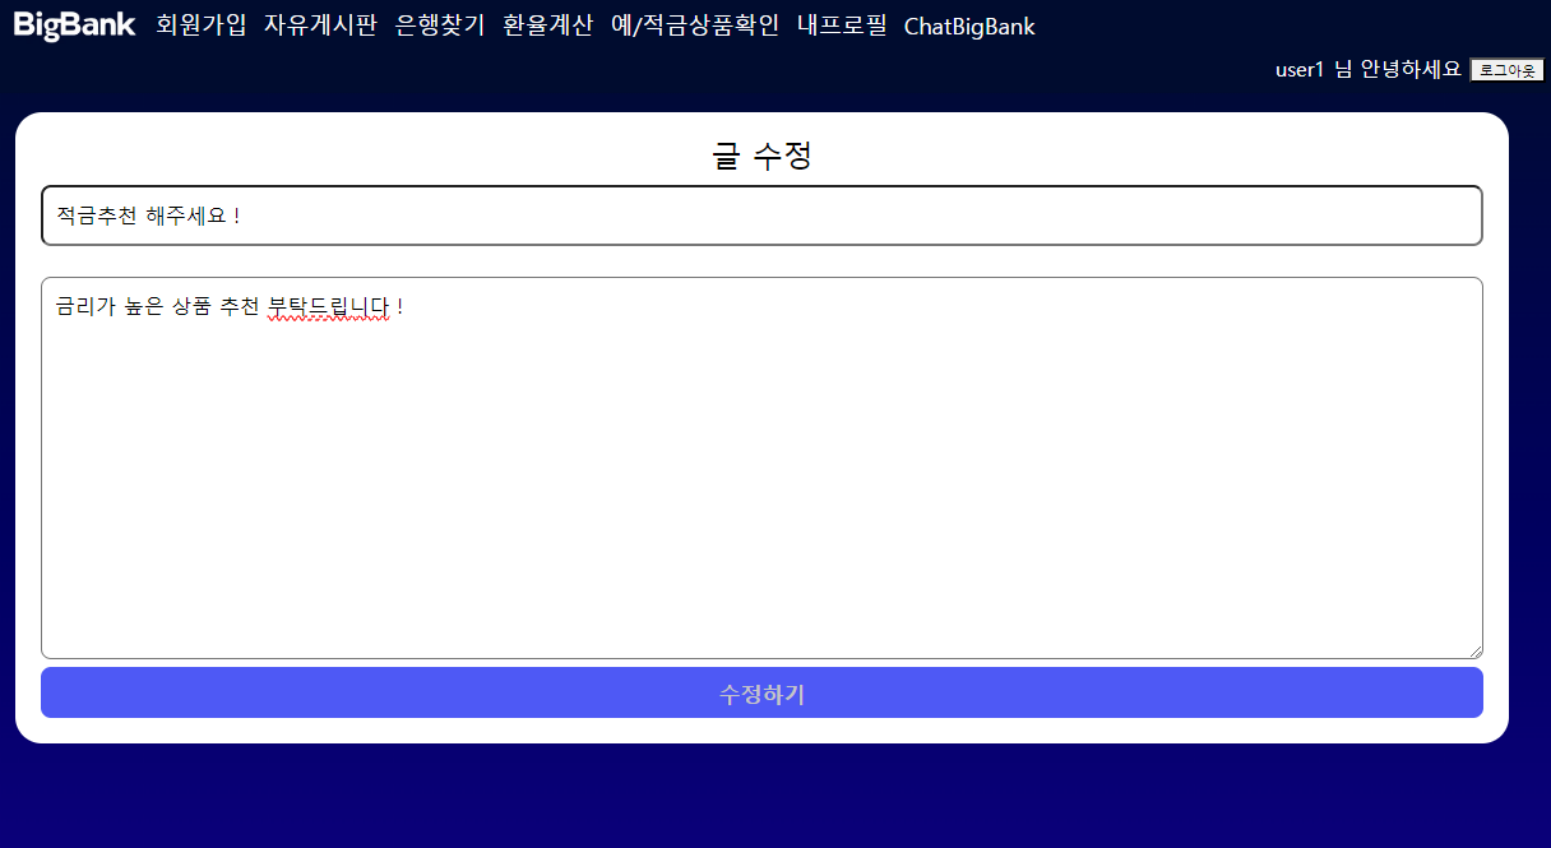 BigBank 회원가입 자유게시판 은행찾기 환율계산 예/적금상품확인 내프로필 ChatBigBank
user1 님 안녕하세요 로그아웃
글 수정
적금추천 해주세요 !
금리가 높은 상품 추천 부탁드립니다 !
수정하기